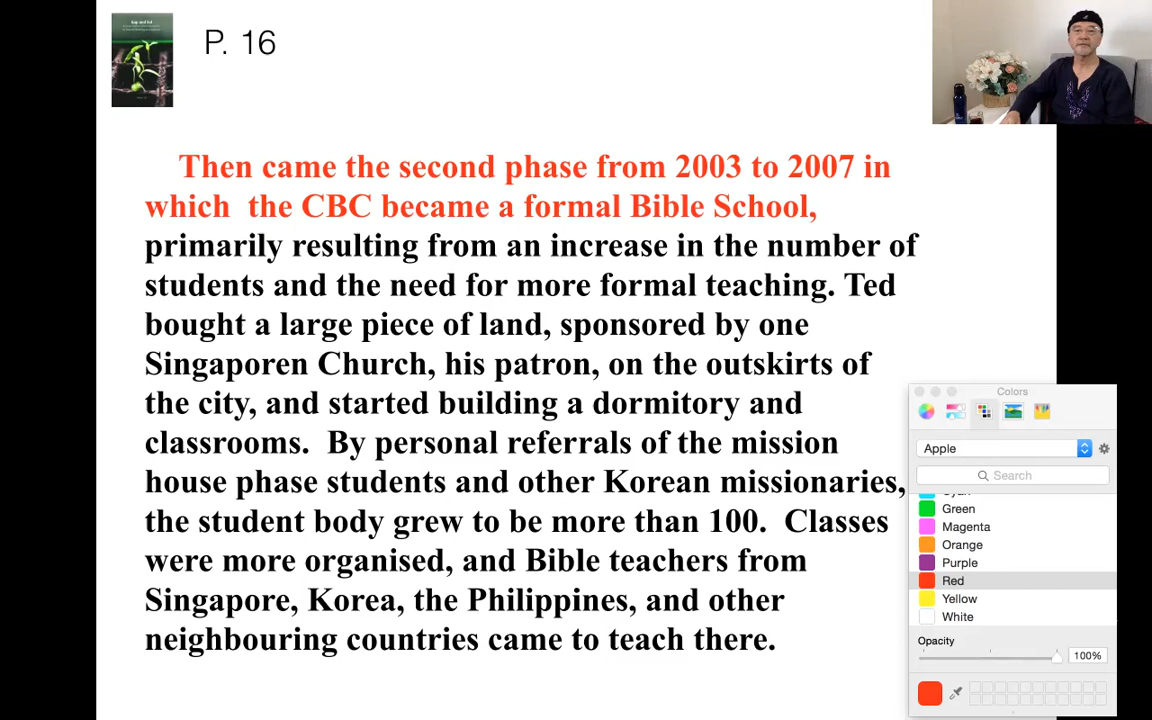 P. 16
Then came the second phase from 2003 to 2007 in
which the CBC became a formal Bible School,
primarily resulting from an increase in the number of
students and the need for more formal teaching. Ted
bought a large piece of land, sponsored by one
Singaporen Church, his patron, on the outskirts of
the city, and started building a dormitory and
classrooms. By personal referrals of the mission
house phase students and other Korean missionaries,
the student body grew to be more than 100. Classes
were more organised, and Bible teachers from
Singapore, Korea, the Philippines, and other
neighbouring countries came to teach there.
Colors
Apple
Search
Green
Magenta
Orange
Purple
Red
Yellow
White
Opacity
100%